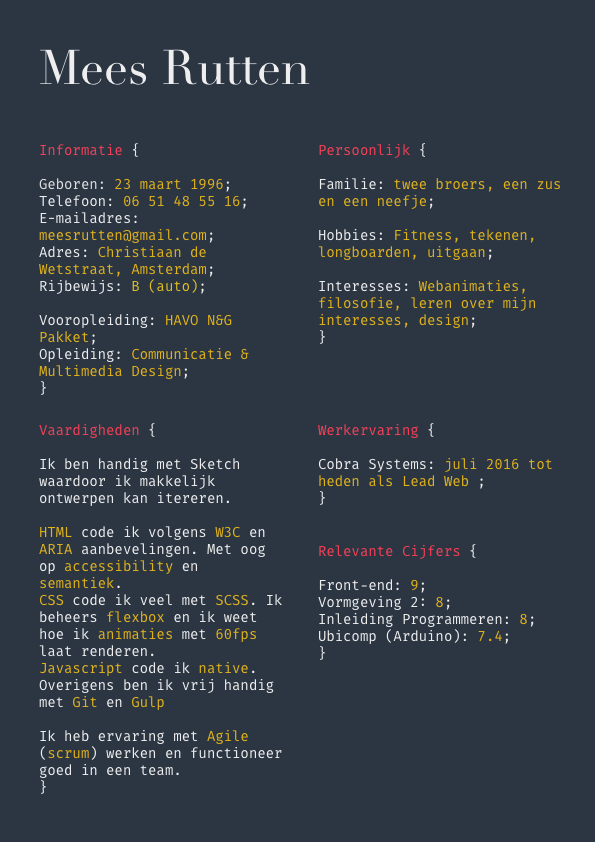 Mees Rutten
Informatie {
Geboren: 23 maart 1996;
Telefoon: 06 51 48 55 16;
E-mailadres:
meesrutten@gmail.com;
Adres: Christiaan de
Wetstraat, Amsterdam;
Rijbewijs: B (auto);
Vooropleiding: HAVO N&G
Pakket;
Opleiding: Communicatie &
Multimedia Design;
}
Persoonlijk {
Familie: twee broers, een zus
en een neefje;
Hobbies: Fitness, tekenen,
longboarden, uitgaan;
Interesses: Webanimaties,
filosofie, leren over mijn
interesses, design;
}
Vaardigheden {
Ik ben handig met Sketch
waardoor ik makkelijk
ontwerpen kan itereren.
HTML code ik volgens W3C en
ARIA aanbevelingen. Met oog
op accessibility en
semantiek.
CSS code ik veel met SCSS. Ik
beheers flexbox en ik weet
hoe ik animaties met 60fps
laat renderen.
Javascript code ik native.
Overigens ben ik vrij handig
met Git en Gulp
Ik heb ervaring met Agile
(scrum) werken en functioneer
goed in een team.
}
Werkervaring {
Cobra Systems: juli 2016 tot
heden als Lead Web ;
}
Relevante Cijfers {
Front-end: 9;
Vormgeving 2: 8;
Inleiding Programmeren: 8;
Ubicomp (Arduino): 7.4;
}